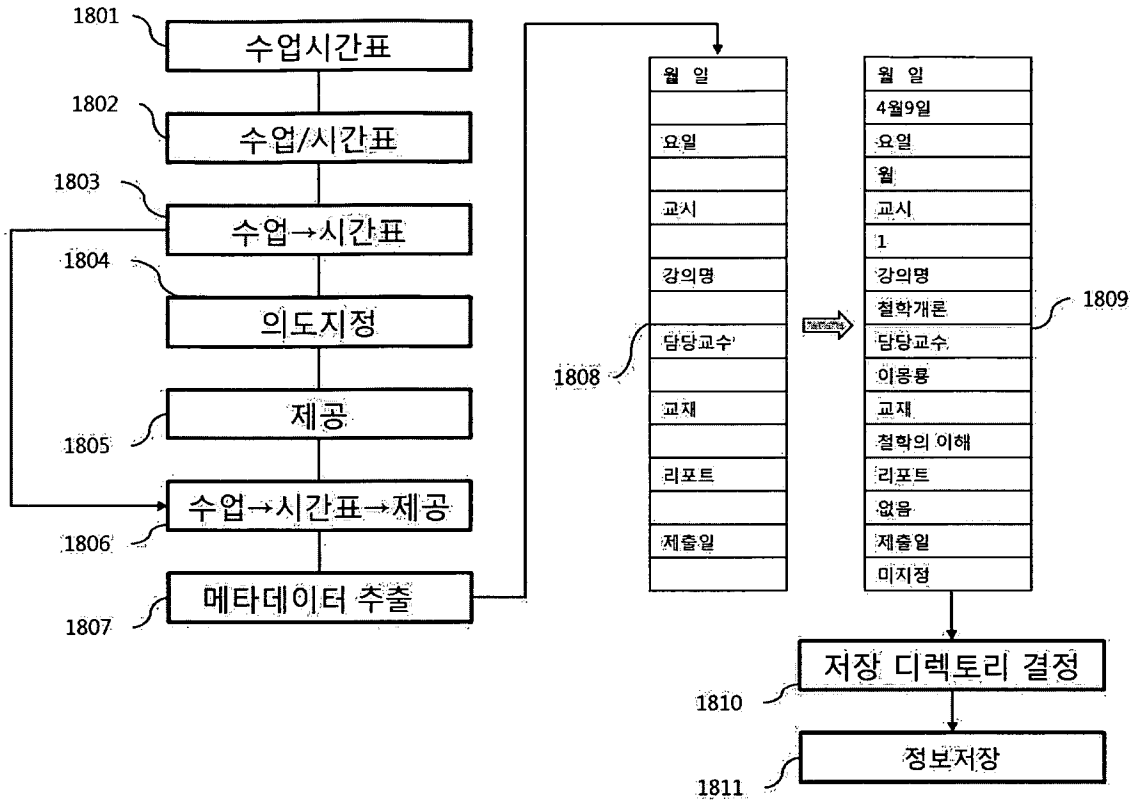 1801
수업시간표
1802
수업/시간표
1803
수업→시간표
1804
의도지정
1805
제공
1806
수업→시간표→제공
1807
메타데이터 추출
1808
월 일
요일
교시
강의명
담당교수
교재
리포트
제출일
1809
월 일
4월9일
요일
월
교시
1
강의명
철학개론
담당교수
이몽룡
교재
철학의 이해
리포트
없음
제출일
미지정
1810
저장 디렉토리 결정
1811
정보저장